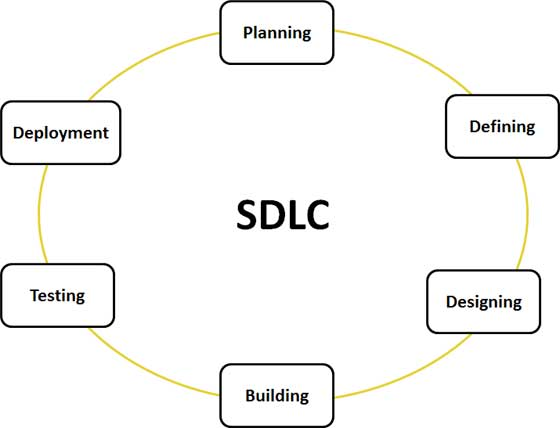 Planning
Defining
Designing
Building
Testing
Deployment
SDLC